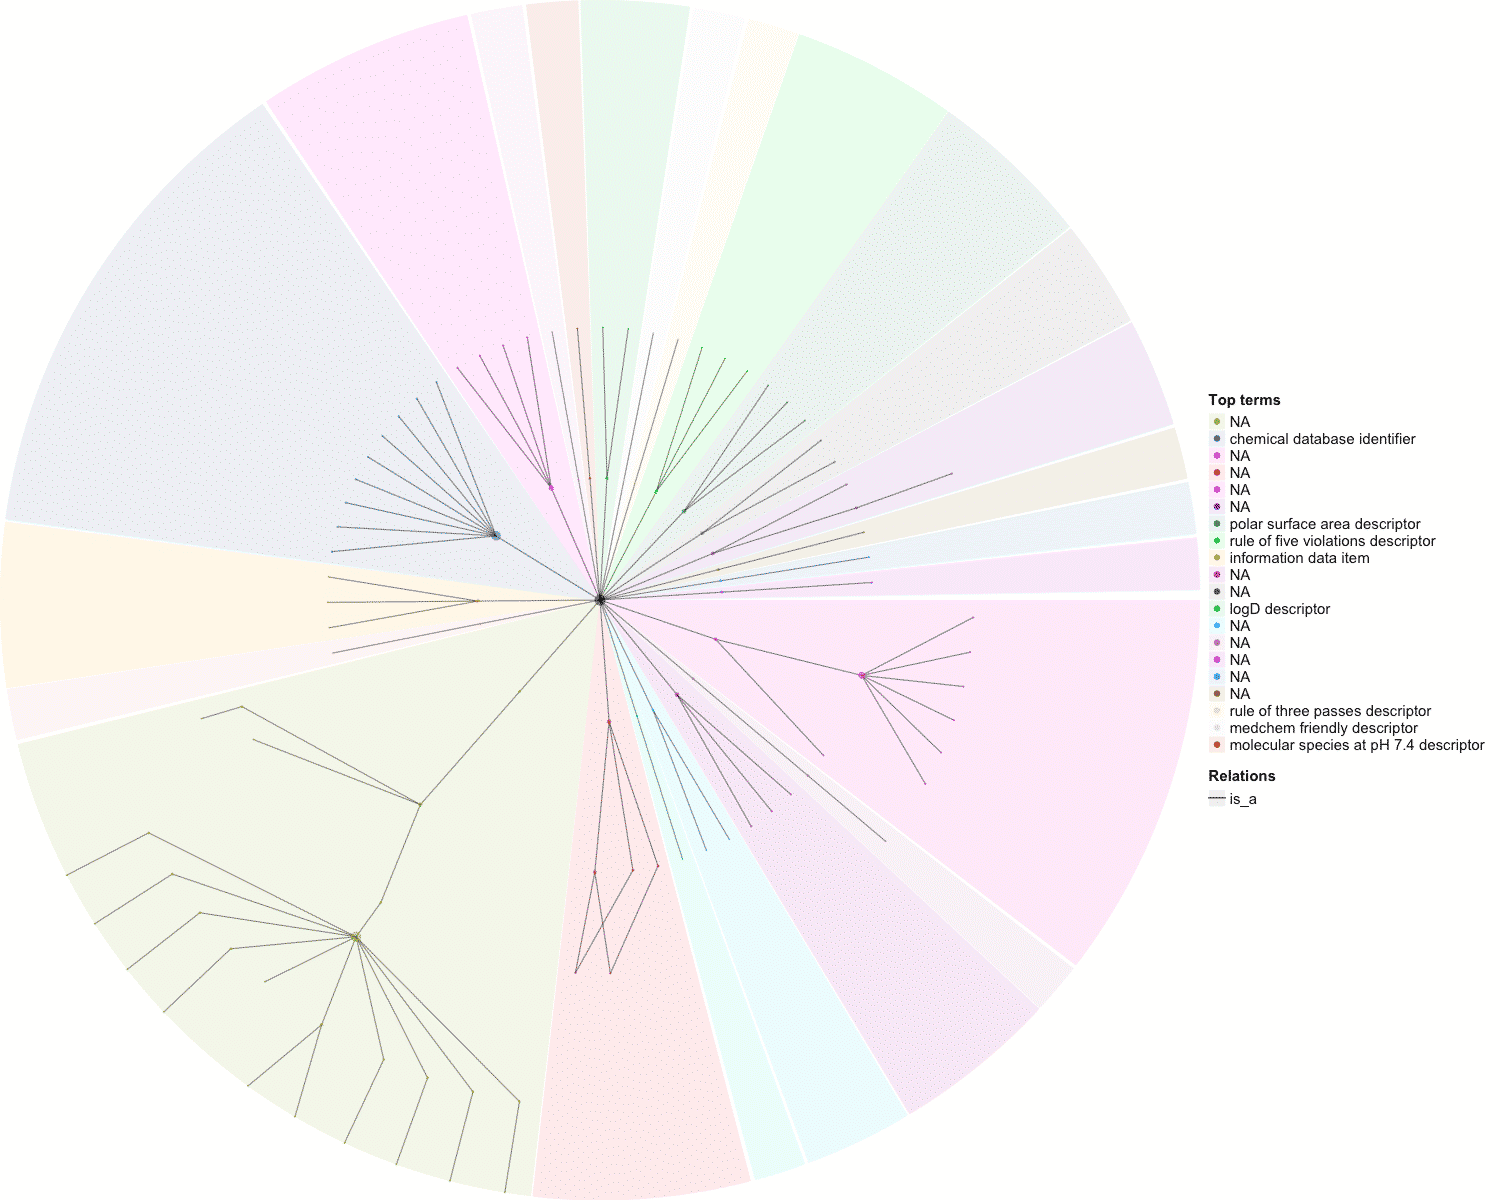 Top terms
NA
chemical database identifier
NA
NA
NA
NA
polar surface area descriptor
rule of five violations descriptor
information data item
NA
NA
logD descriptor
NA
NA
NA
NA
NA
rule of three passes descriptor
medchem friendly descriptor
molecular species at pH 7.4 descriptor
Relations
is_a